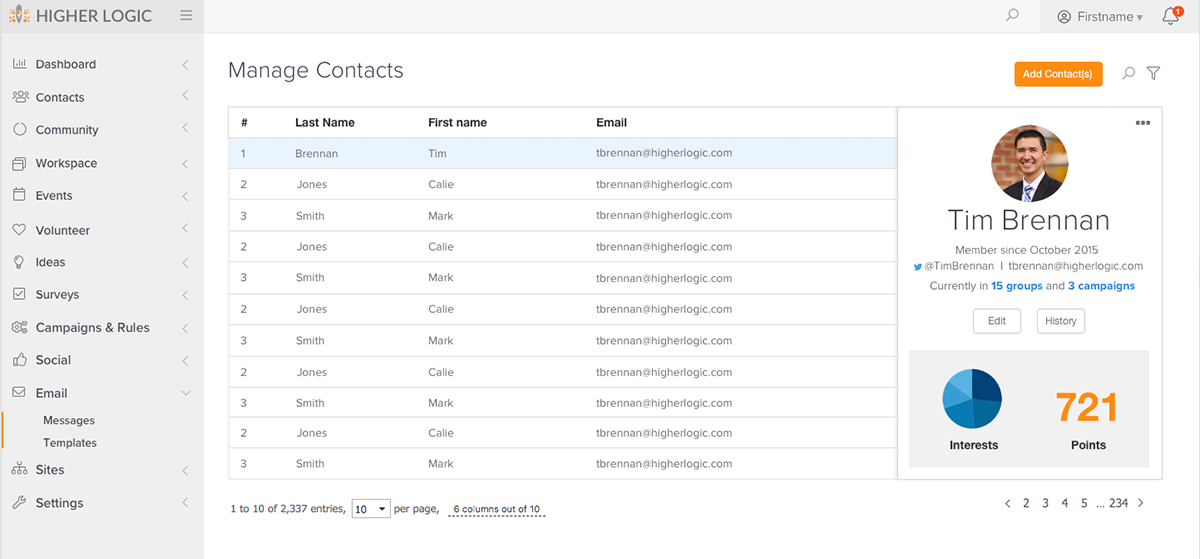 HIGHER LOGIC
Firstname
1
Dashboard
Contacts
Community
Workspace
Events
Volunteer
Ideas
Surveys
Campaigns & Rules
Social
Email
Messages
Templates
Sites
Settings
Manage Contacts
Add Contact(s)
# Last Name First name Email
1 Brennan Tim tbrennan@higherlogic.com
2 Jones Calie tbrennan@higherlogic.com
3 Smith Mark tbrennan@higherlogic.com
2 Jones Calie tbrennan@higherlogic.com
3 Smith Mark tbrennan@higherlogic.com
2 Jones Calie tbrennan@higherlogic.com
3 Smith Mark tbrennan@higherlogic.com
2 Jones Calie tbrennan@higherlogic.com
3 Smith Mark tbrennan@higherlogic.com
2 Jones Calie tbrennan@higherlogic.com
3 Smith Mark tbrennan@higherlogic.com
Tim Brennan
Member since October 2015
@TimBrennan | tbrennan@higherlogic.com
Currently in 15 groups and 3 campaigns
Edit History
721
Interests Points
1 to 10 of 2,337 entries, 10 per page, 6 columns out of 10
< 2 3 4 5 ... 234 >